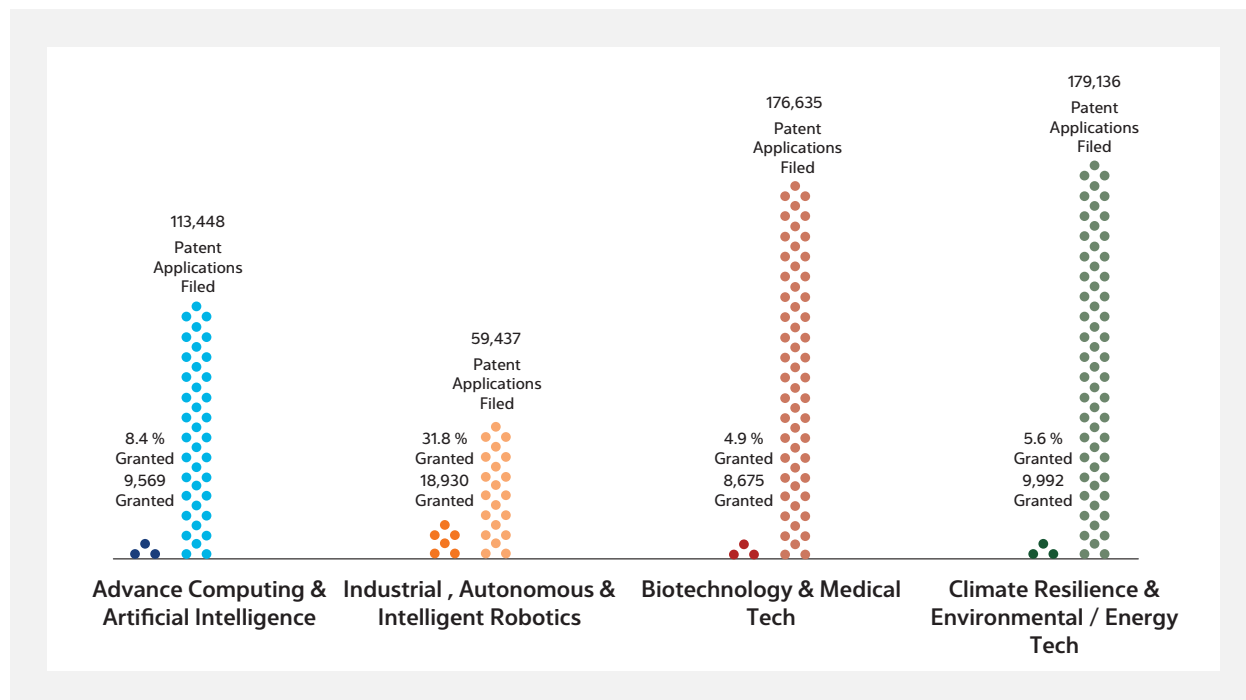 113,448
Patent
Applications
Filed
8.4 %
Granted
9,569
Granted
Advance Computing &
Artificial Intelligence
59,437
Patent
Applications
Filed
31.8 %
Granted
18,930
Granted
Industrial , Autonomous &
Intelligent Robotics
176,635
Patent
Applications
Filed
4.9 %
Granted
8,675
Granted
Biotechnology & Medical
Tech
179,136
Patent
Applications
Filed
5.6 %
Granted
9,992
Granted
Climate Resilience &
Environmental / Energy
Tech